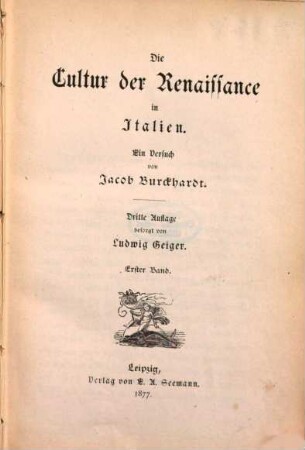 Die
Cultur der Renaissance
in
Italien.
Ein Versuch
von
Jacob Burckhardt.
Dritte Auflage
besorgt von
Ludwig Geiger.
Erster Band.
Leipzig,
Verlag von E. A. Seemann.
1877.